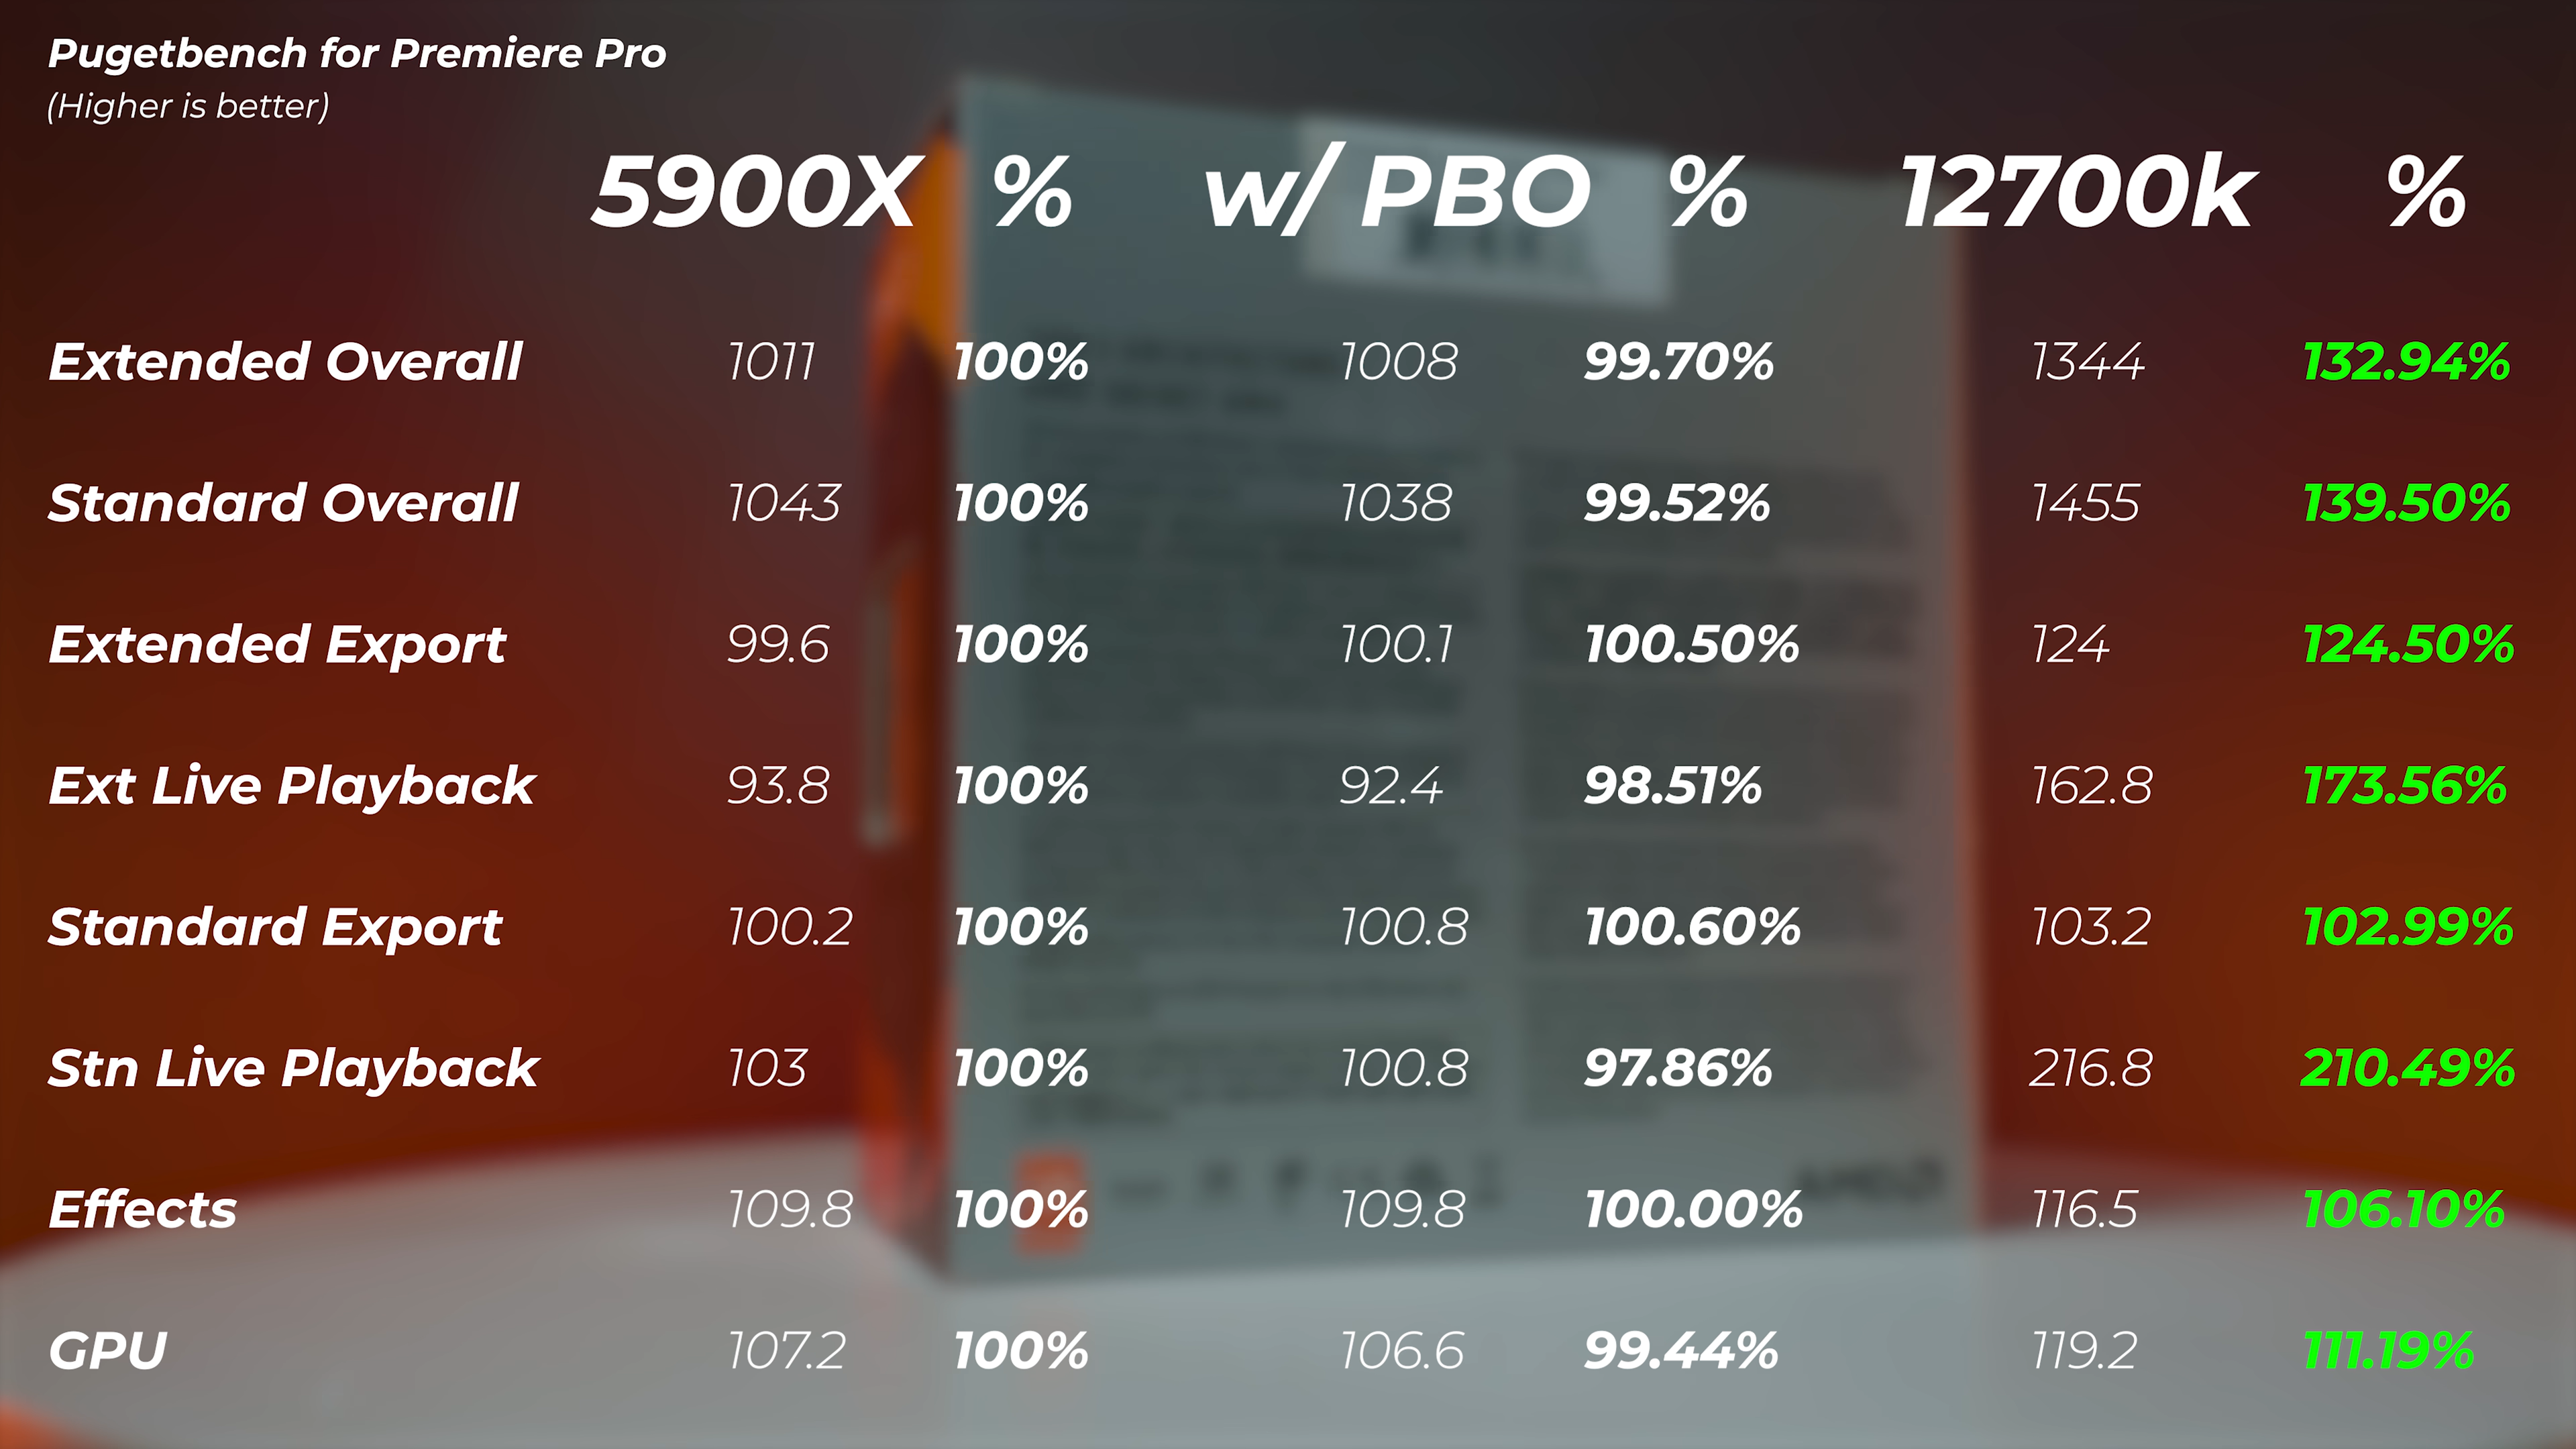 Pugetbench for Premiere Pro
(Higher is better)
5900X % w/ PBO % 12700k %
Extended Overall 1011 100% 1008 99.70% 1344 132.94%
Standard Overall 1043 100% 1038 99.52% 1455 139.50%
Extended Export 99.6 100% 100.1 100.50% 124 124.50%
Ext Live Playback 93.8 100% 92.4 98.51% 162.8 173.56%
Standard Export 100.2 100% 100.8 100.60% 103.2 102.99%
Stn Live Playback 103 100% 100.8 97.86% 216.8 210.49%
Effects 109.8 100% 109.8 100.00% 116.5 106.10%
GPU 107.2 100% 106.6 99.44% 119.2 111.19%